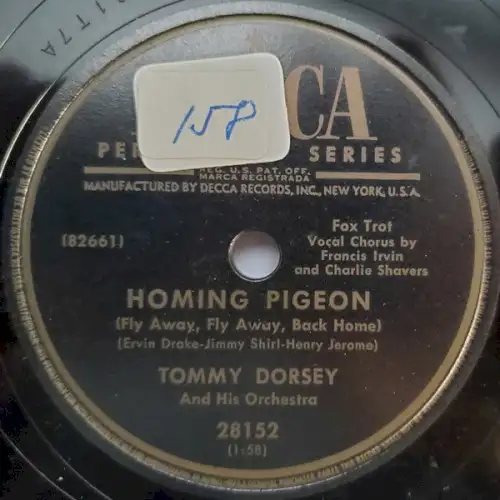 158
CA
SERIES
REG. U.S. PAT. OFF.
MARCA REGISTRADA
MANUFACTURED BY DECCA RECORDS, INC., NEW YORK, U.S.A.
(82661)
Fox Trot
Vocal Chorus by
Francis Irvin
and Charlie Shavers
HOMING PIGEON
(Fly Away, Fly Away, Back Home)
(Ervin Drake-Jimmy Shirl-Henry Jerome)
TOMMY DORSEY
And His Orchestra
28152
(1:58)